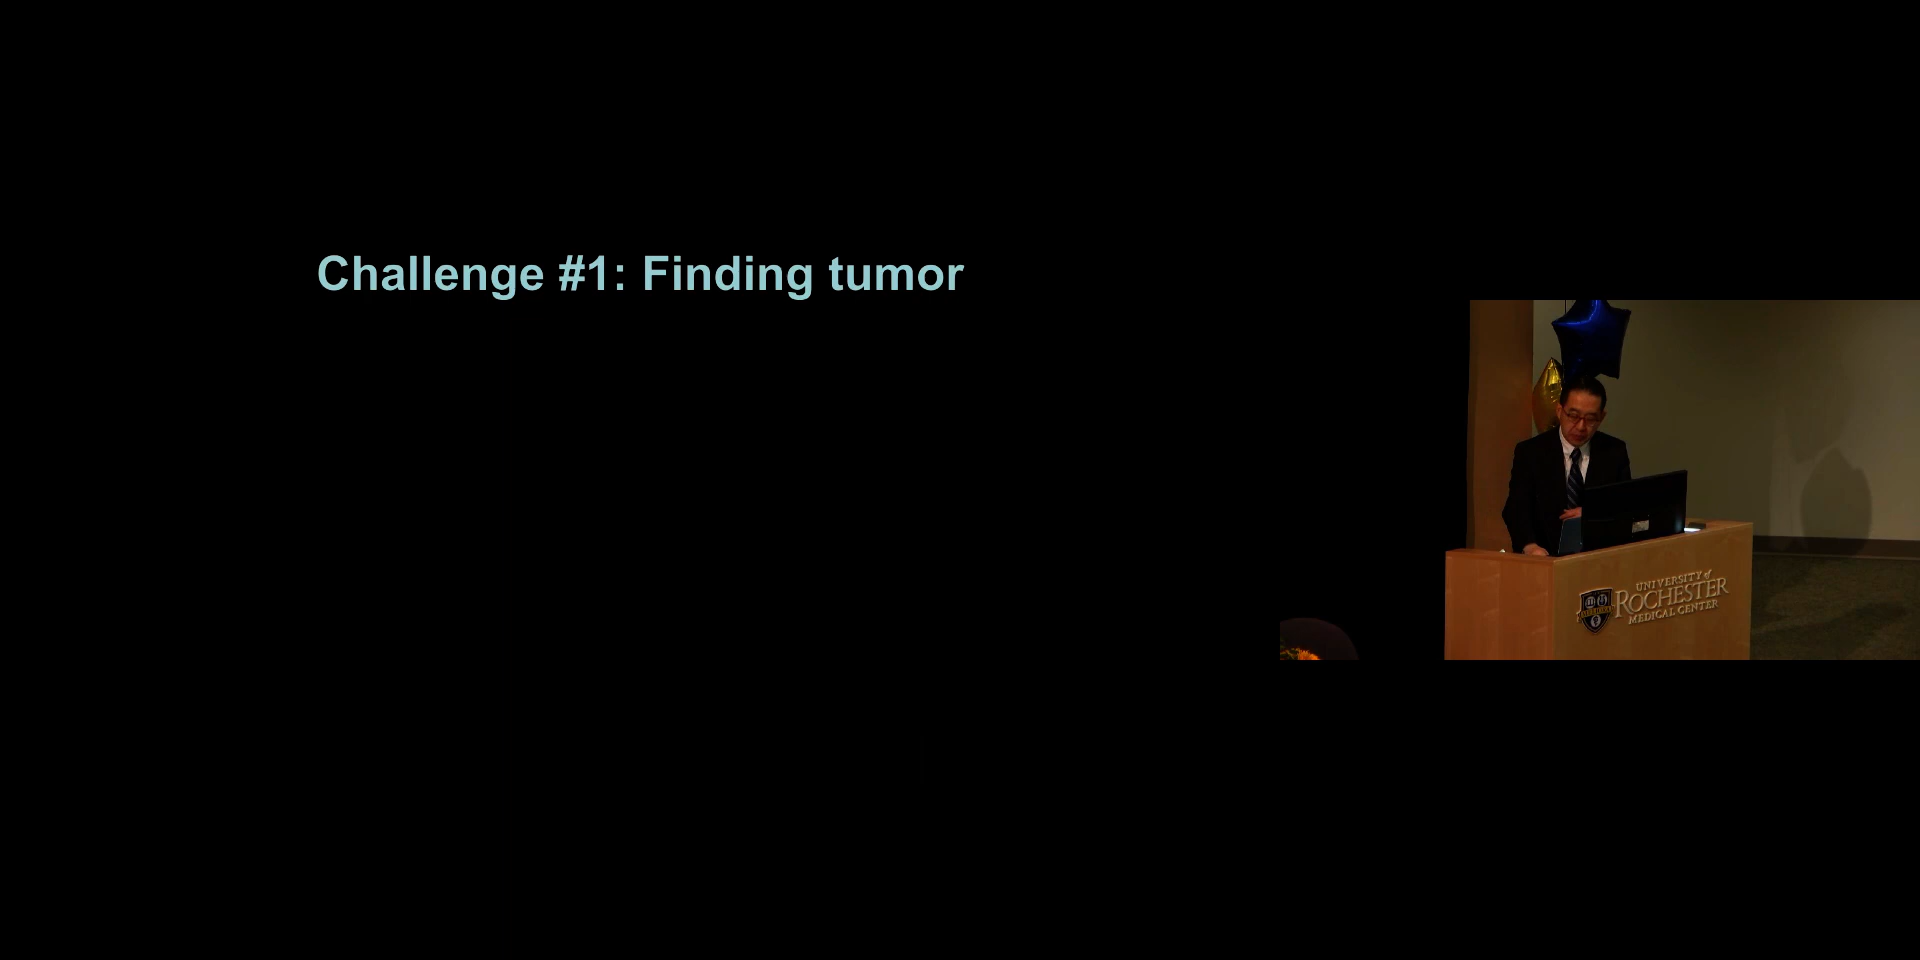 Challenge #1: Finding tumor
UNIVERSITY of
ROCHESTER
MEDICAL CENTER